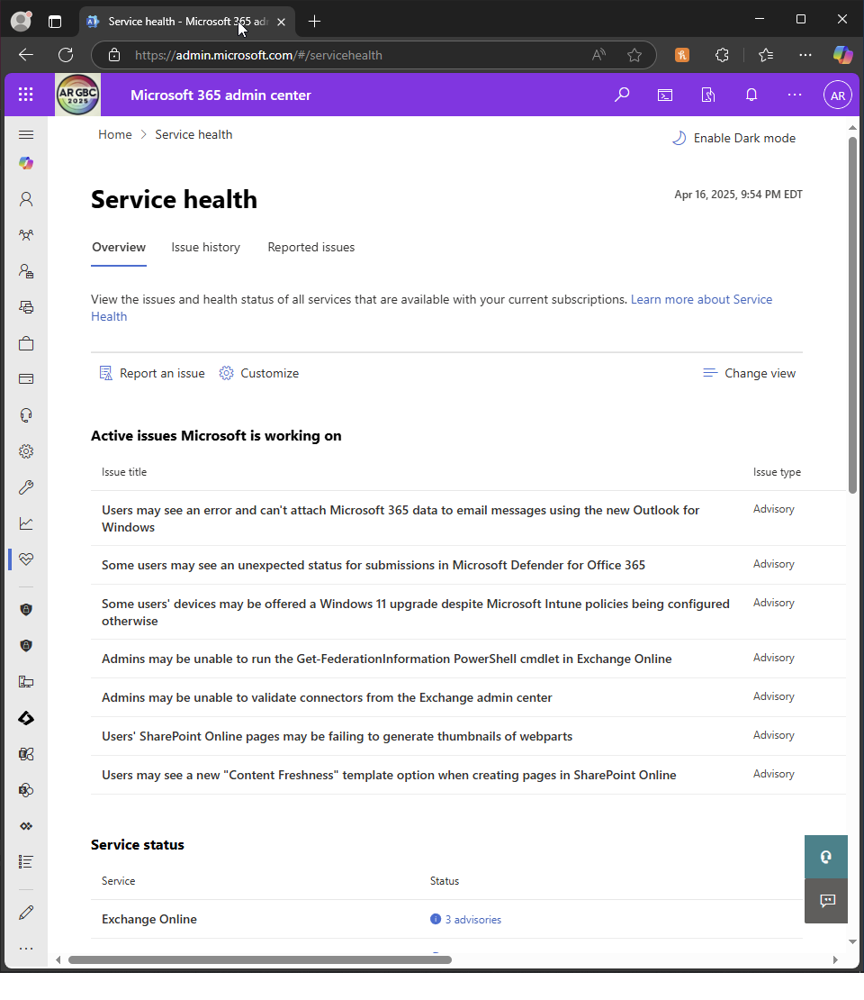 Service health - Microsoft 365 adm
https://admin.microsoft.com/#/servicehealth
AR GBC
2025
Microsoft 365 admin center
AR
Home > Service health
Enable Dark mode
Service health
Apr 16, 2025, 9:54 PM EDT
Overview
Issue history
Reported issues
View the issues and health status of all services that are available with your current subscriptions. Learn more about Service
Health
Report an issue
Customize
Change view
Active issues Microsoft is working on
Issue title
Issue type
Users may see an error and can't attach Microsoft 365 data to email messages using the new Outlook for
Windows
Advisory
Some users may see an unexpected status for submissions in Microsoft Defender for Office 365
Advisory
Some users' devices may be offered a Windows 11 upgrade despite Microsoft Intune policies being configured
otherwise
Advisory
Admins may be unable to run the Get-FederationInformation PowerShell cmdlet in Exchange Online
Advisory
Admins may be unable to validate connectors from the Exchange admin center
Advisory
Users' SharePoint Online pages may be failing to generate thumbnails of webparts
Advisory
Users may see a new "Content Freshness" template option when creating pages in SharePoint Online
Advisory
Service status
Service
Status
Exchange Online
3 advisories